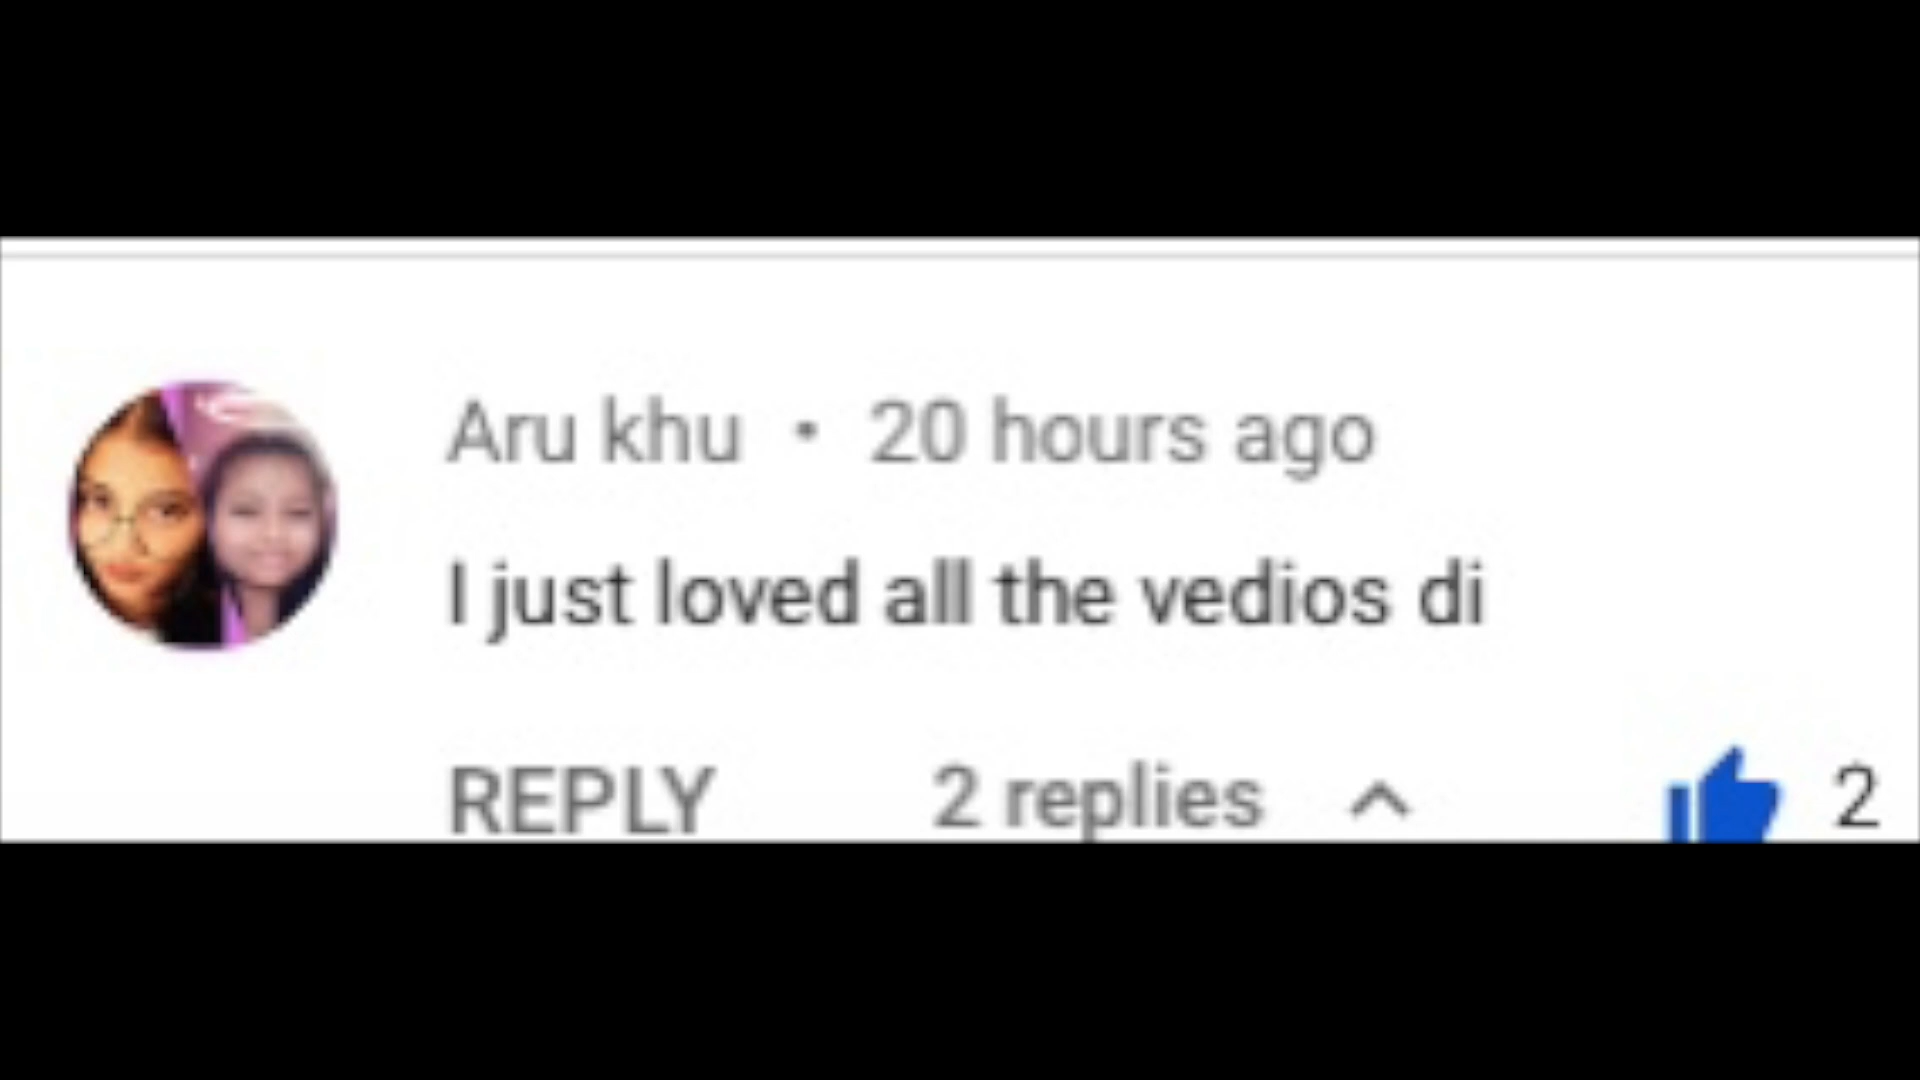 Aru khu • 20 hours ago
I just loved all the vedios di
REPLY 2 replies 2